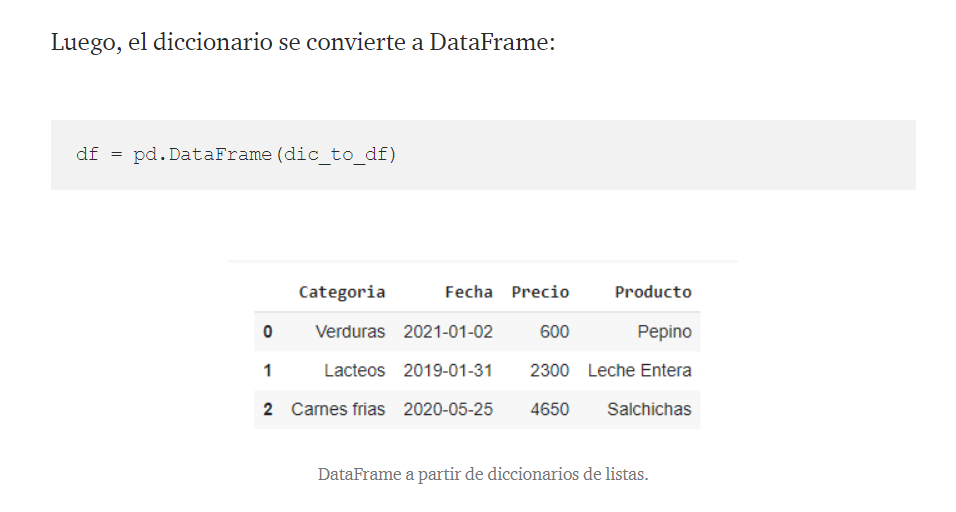 Luego, el diccionario se convierte a DataFrame:
df = pd.DataFrame(dic_to_df)
Categoria Fecha Precio Producto
0 Verduras 2021-01-02 600 Pepino
1 Lacteos 2019-01-31 2300 Leche Entera
2 Carnes frias 2020-05-25 4650 Salchichas
DataFrame a partir de diccionarios de listas.